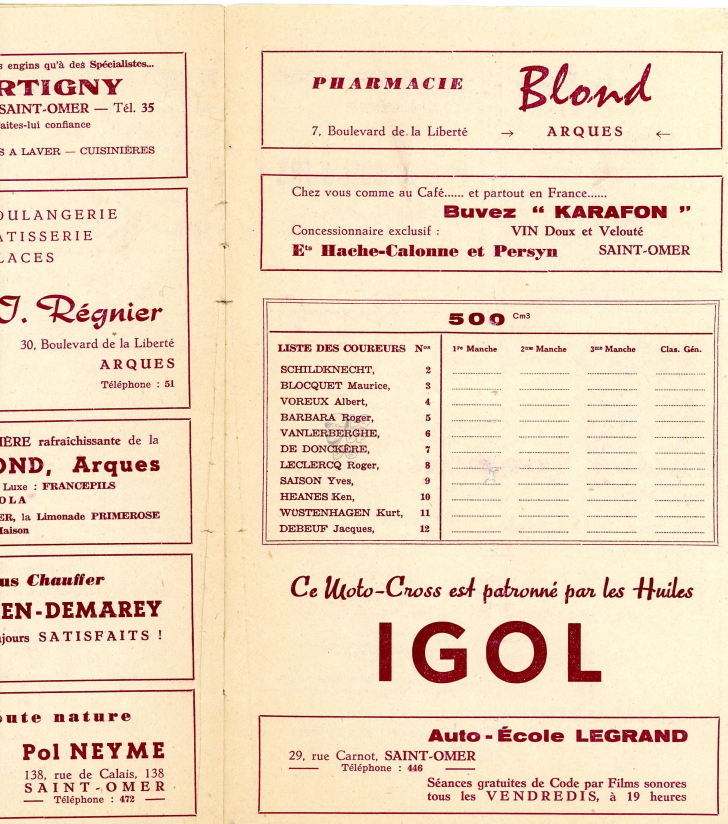 s engins qu'à des Spécialistes...
RTIGNY
SAINT-OMER — Tél. 35
aites-lui confiance
S A LAVER — CUISINIÈRES
OULANGERIE
ATISSERIE
LACES
J. Régnier
30, Boulevard de la Liberté
ARQUES
Téléphone : 51
IÈRE rafraîchissante de la
OND, Arques
Luxe : FRANCEPILS
OLA
ER, la Limonade PRIMEROSE
Maison
us Chauffer
EN-DEMAREY
jours SATISFAITS !
oute nature
Pol NEYME
138, rue de Calais, 138
SAINT-OMER
Téléphone : 472
PHARMACIE Blond
7, Boulevard de la Liberté → ARQUES ←
Chez vous comme au Café...... et partout en France......
Buvez “ KARAFON ”
Concessionnaire exclusif : VIN Doux et Velouté
Ets Hache-Calonne et Persyn SAINT-OMER
500 Cm3
LISTE DES COUREURS Nos 1re Manche 2me Manche 3me Manche Clas. Gén.
SCHILDKNECHT, 2
BLOCQUET Maurice, 3
VOREUX Albert, 4
BARBARA Roger, 5
VANLERBERGHE, 6
DE DONCKERE, 7
LECLERCQ Roger, 8
SAISON Yves, 9
HEANES Ken, 10
WUSTENHAGEN Kurt, 11
DEBEUF Jacques, 12
Ce Moto-Cross est patronné par les Huiles
IGOL
Auto-École LEGRAND
29, rue Carnot, SAINT-OMER
Téléphone : 446
Séances gratuites de Code par Films sonores
tous les VENDREDIS, à 19 heures